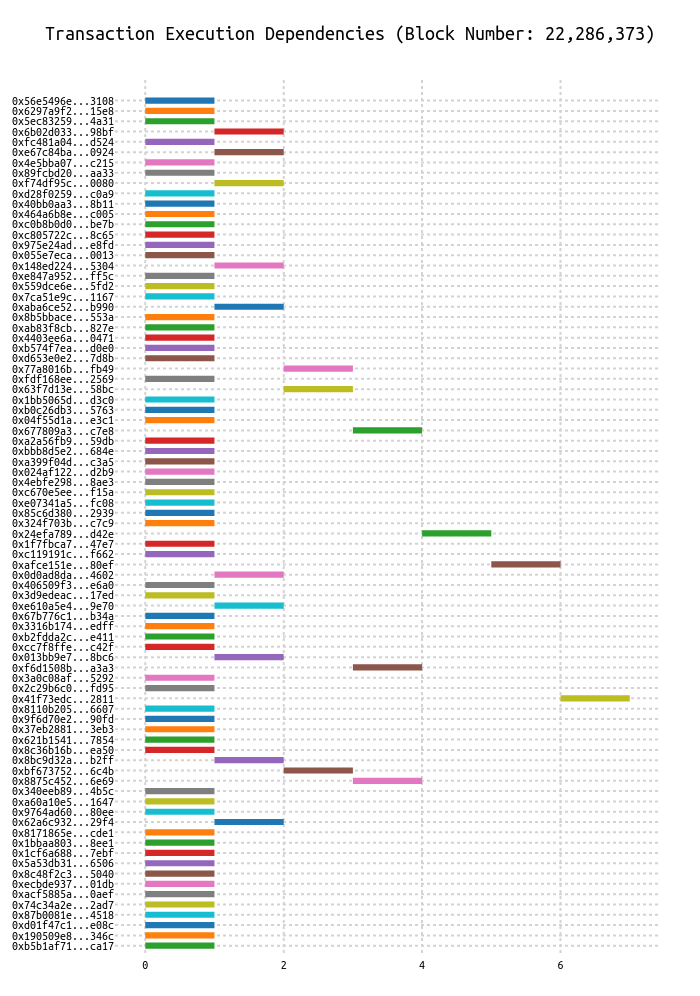 Transaction Execution Dependencies (Block Number: 22,286,373)
0x56e5496e...3108
0x6297a9f2...15e8
0x5ec83259...4a31
0x6b02d033...98bf
0xfc481a04...d524
0xe67c84ba...0924
0x4e5bba07...c215
0x89fcbd20...aa33
0xf74df95c...0080
0xd28f0259...c0a9
0x40bb0aa3...8b11
0x464a6b8e...c005
0xc0b8b0d0...be7b
0xc805722c...8c65
0x975e24ad...e8fd
0x055e7eca...0013
0x148ed224...5304
0xe847a952...ff5c
0x559dce6e...5fd2
0x7ca51e9c...1167
0xaba6ce52...b990
0x8b5bbace...553a
0xab83f8cb...827e
0x4403ee6a...0471
0xb574f7ea...d0e0
0xd653e0e2...7d8b
0x77a8016b...fb49
0xfdf168ee...2569
0x63f7d13e...58bc
0x1bb5065d...d3c0
0xb0c26db3...5763
0x04f55d1a...e3c1
0x677809a3...c7e8
0xa2a56fb9...59db
0xbbb8d5e2...684e
0xa399f04d...c3a5
0x024af122...d2b9
0x4ebfe298...8ae3
0xc670e5ee...f15a
0xe07341a5...fc08
0x85c6d380...2939
0x324f703b...c7c9
0x24efa789...d42e
0x1f7fbca7...47e7
0xc119191c...f662
0xafce151e...80ef
0x0d0ad8da...4602
0x406509f3...e6a0
0x3d9edeac...17ed
0xe610a5e4...9e70
0x67b776c1...b34a
0x3316b174...edff
0xb2fdda2c...e411
0xcc7f8ffe...c42f
0x013bb9e7...8bc6
0xf6d1508b...a3a3
0x3a0c08af...5292
0x2c29b6c0...fd95
0x41f73edc...2811
0x8110b205...6607
0x9f6d70e2...90fd
0x37eb2881...3eb3
0x621b1541...7854
0x8c36b16b...ea50
0x8bc9d32a...b2ff
0xbf673752...6c4b
0x8875c452...6e69
0x340eeb89...4b5c
0xa60a10e5...1647
0x9764ad60...80ee
0x62a6c932...29f4
0x8171865e...cde1
0x1bbaa803...8ee1
0x1cf6a688...7ebf
0x5a53db31...6506
0x8c48f2c3...5040
0xecbde937...01db
0xacf5885a...0aef
0x74c34a2e...2ad7
0x87b0081e...4518
0xd01f47c1...e08c
0x190509e8...346c
0xb5b1af71...ca17
0 2 4 6